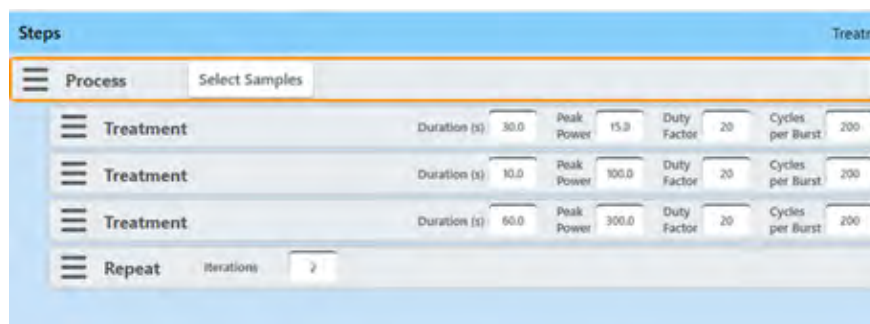 Steps Treatm
Process Select Samples
Treatment Duration (s) 30.0 Peak Power 15.0 Duty Factor 20 Cycles per Burst 200
Treatment Duration (s) 10.0 Peak Power 100.0 Duty Factor 20 Cycles per Burst 200
Treatment Duration (s) 60.0 Peak Power 300.0 Duty Factor 20 Cycles per Burst 200
Repeat Iterations 2